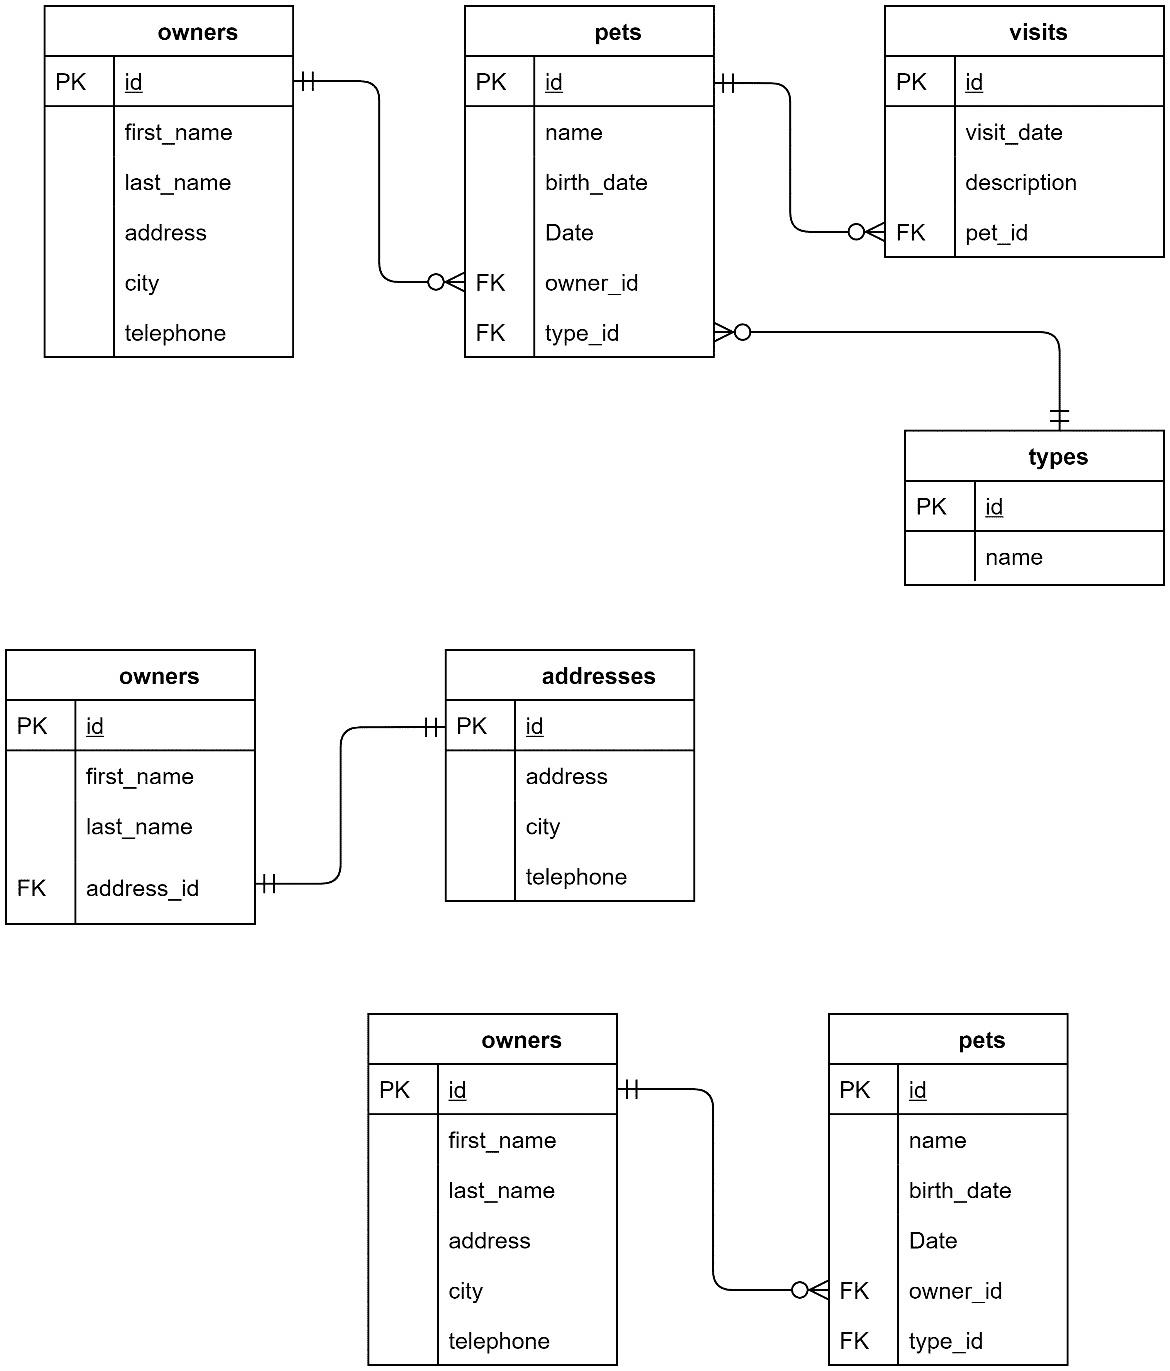 owners
PK id
first_name
last_name
address
city
telephone
pets
PK id
name
birth_date
Date
FK owner_id
FK type_id
visits
PK id
visit_date
description
FK pet_id
types
PK id
name
owners
PK id
first_name
last_name
FK address_id
addresses
PK id
address
city
telephone
owners
PK id
first_name
last_name
address
city
telephone
pets
PK id
name
birth_date
Date
FK owner_id
FK type_id